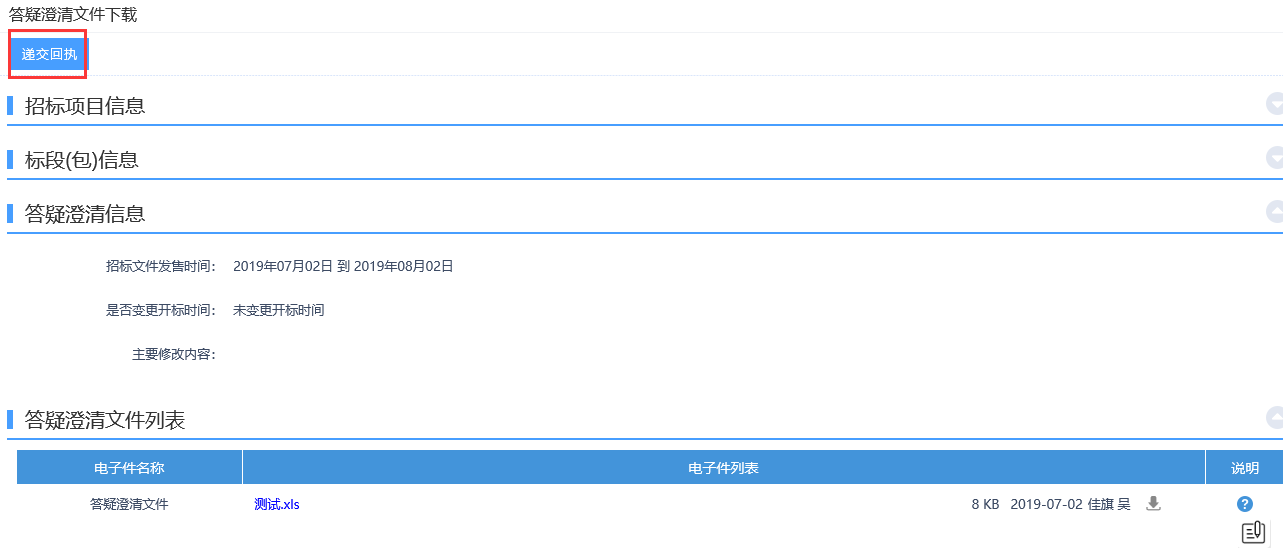 答疑澄清文件下载
递交回执
招标项目信息
标段(包)信息
答疑澄清信息
招标文件发售时间： 2019年07月02日 到 2019年08月02日
是否变更开标时间： 未变更开标时间
主要修改内容：
答疑澄清文件列表
电子件名称 电子件列表 说明
答疑澄清文件 测试.xls 8 KB 2019-07-02 佳旗 吴 ?